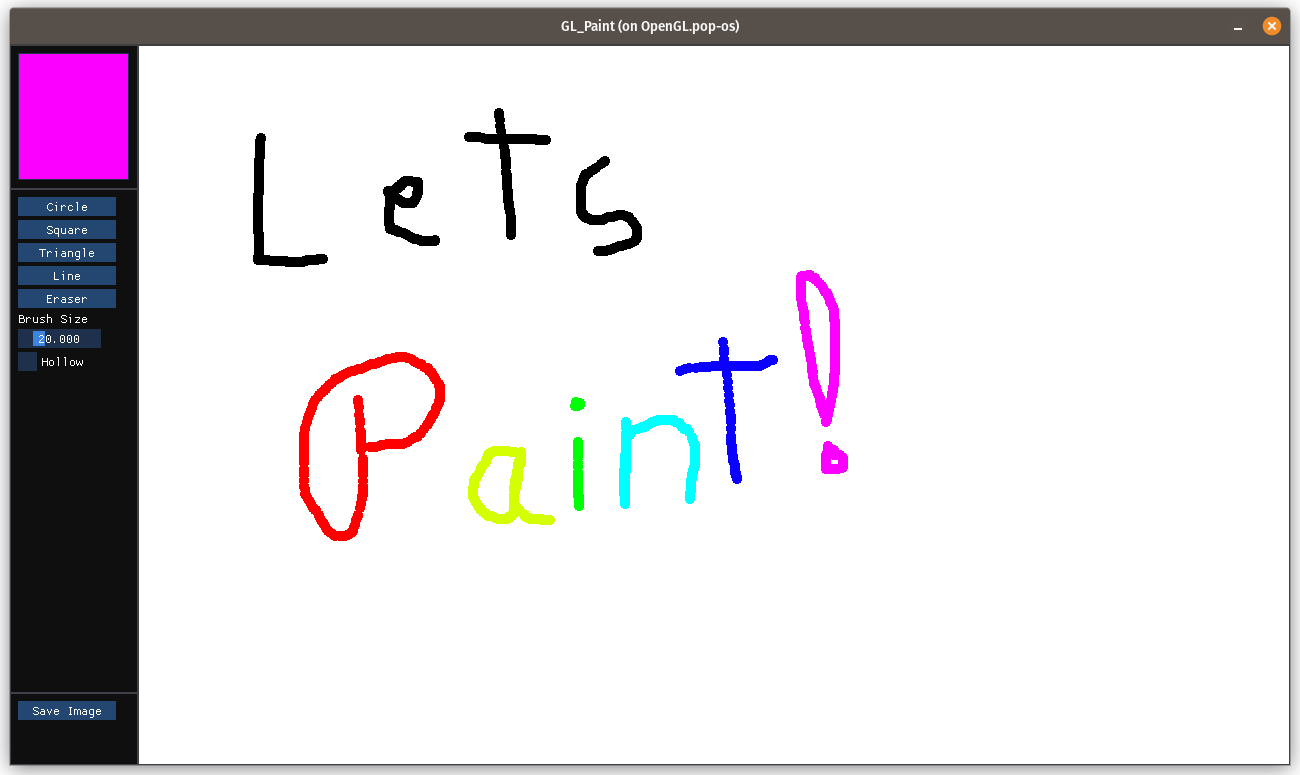 GL_Paint (on OpenGL.pop-os)
Circle
Square
Triangle
Line
Eraser
Brush Size
20.000
Hollow
Save Image
Lets
Paint!